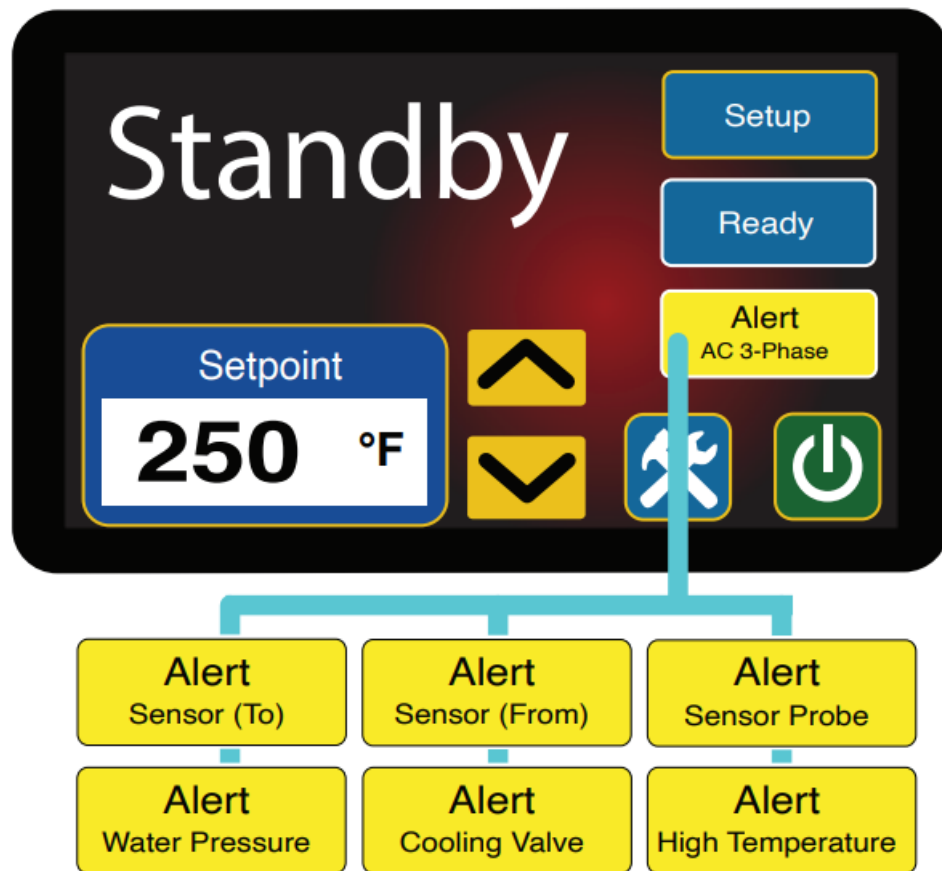 Standby
Setup
Ready
Alert
AC 3-Phase
Setpoint
250 °F
Alert
Sensor (To)
Alert
Sensor (From)
Alert
Sensor Probe
Alert
Water Pressure
Alert
Cooling Valve
Alert
High Temperature